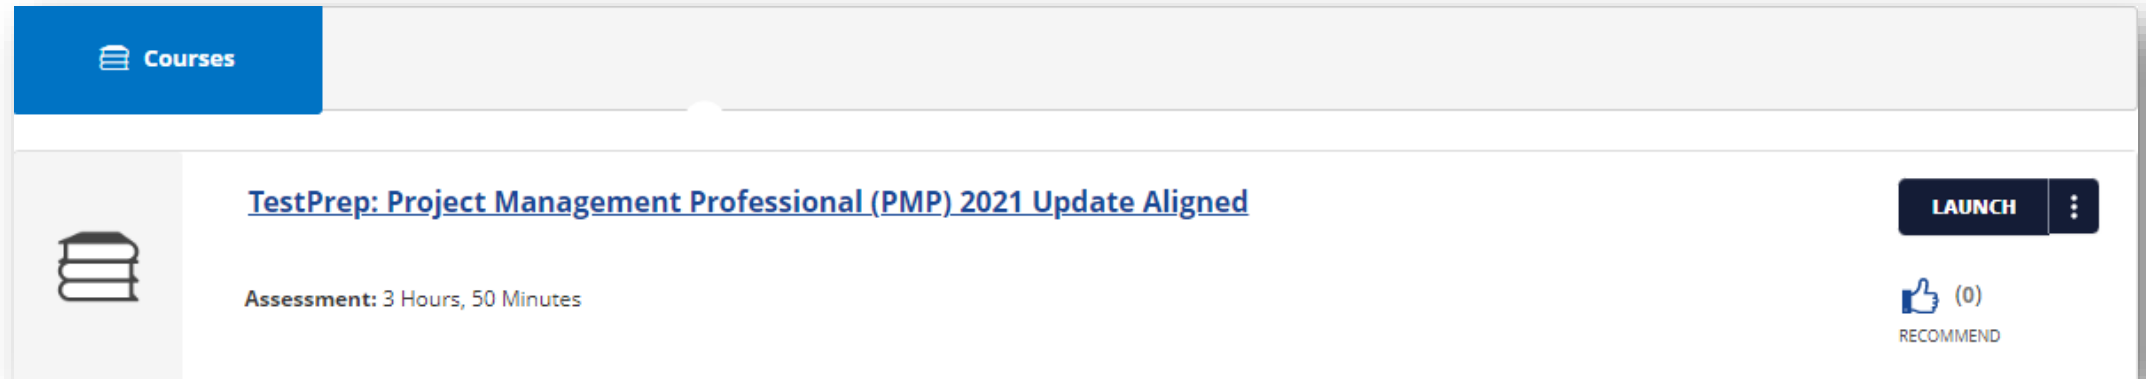 Courses
TestPrep: Project Management Professional (PMP) 2021 Update Aligned
LAUNCH
Assessment: 3 Hours, 50 Minutes
(0)
RECOMMEND